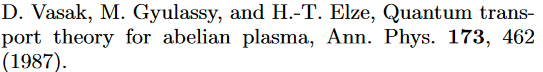 D. Vasak, M. Gyulassy, and H.-T. Elze, Quantum trans-
port theory for abelian plasma, Ann. Phys. 173, 462
(1987).